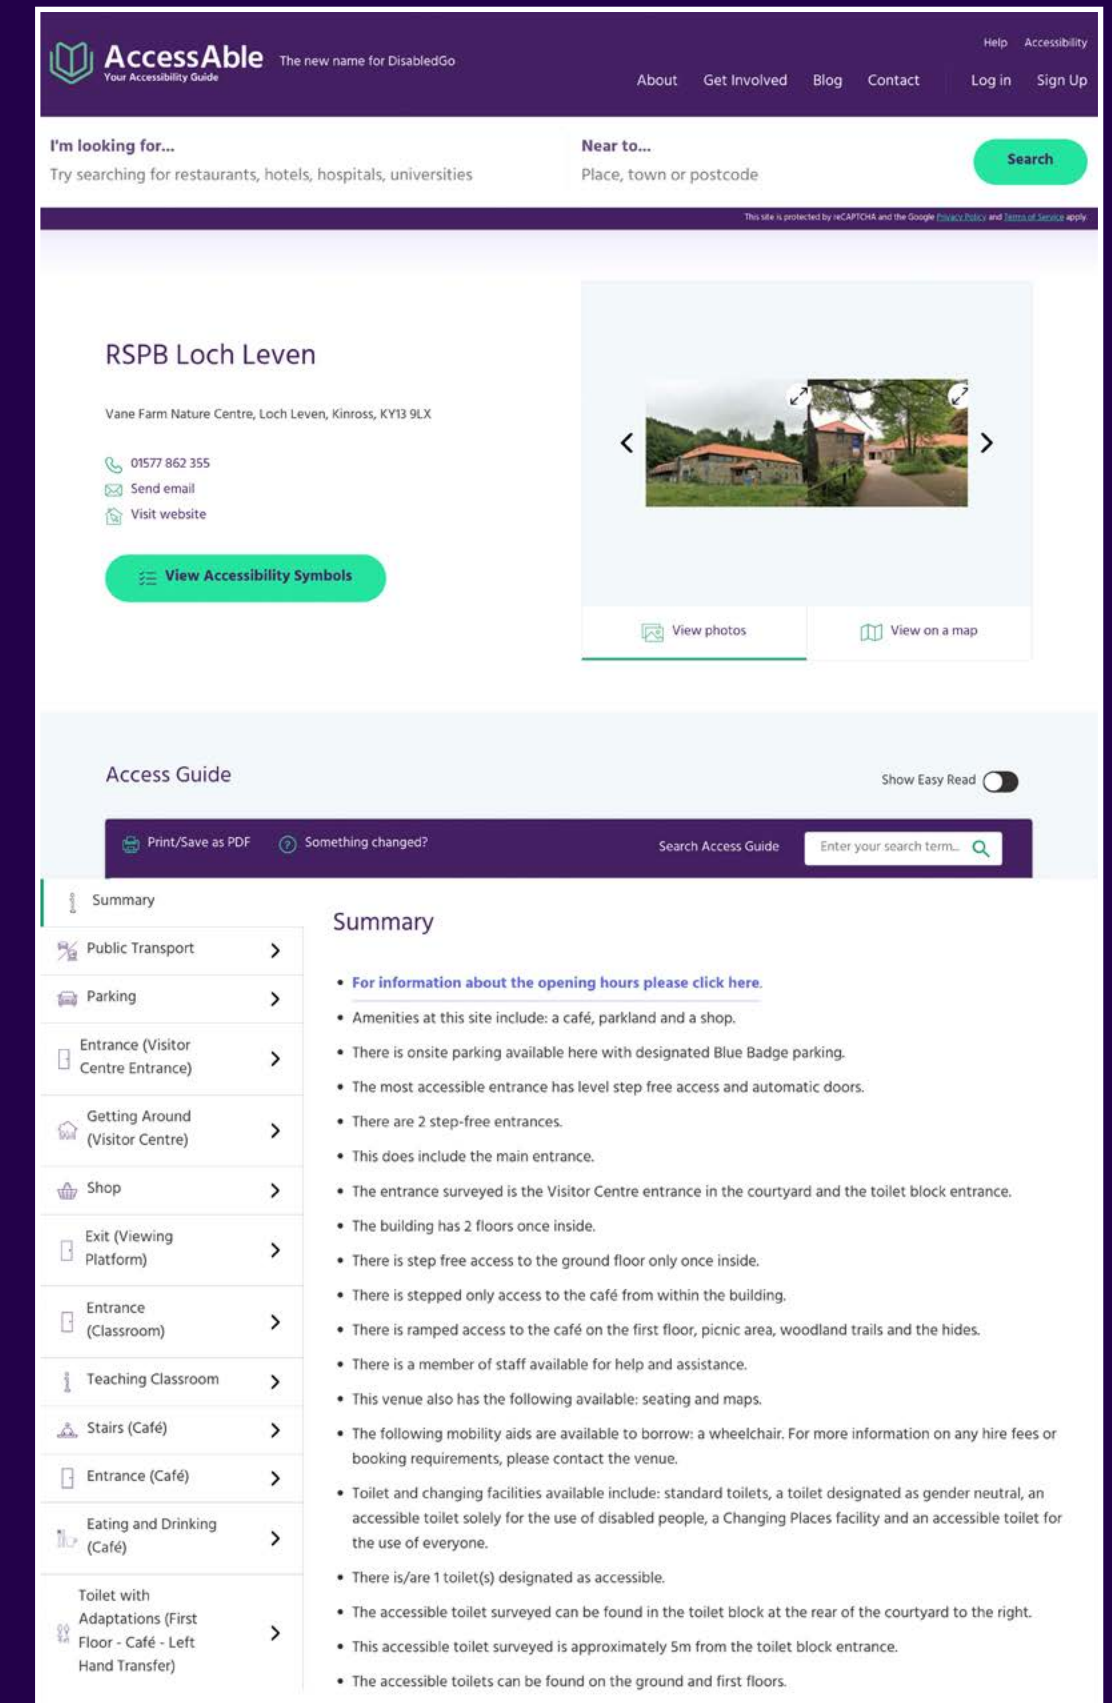 AccessAble
Your Accessibility Guide
The new name for DisabledGo
Help Accessibility
About Get Involved Blog Contact Log in Sign Up
I'm looking for...
Try searching for restaurants, hotels, hospitals, universities
Near to...
Place, town or postcode
Search
This site is protected by reCAPTCHA and the Google Privacy Policy and Terms of Service apply.
RSPB Loch Leven
Vane Farm Nature Centre, Loch Leven, Kinross, KY13 9LX
01577 862 355
Send email
Visit website
View Accessibility Symbols
View photos
View on a map
Access Guide
Show Easy Read
Print/Save as PDF
Something changed?
Search Access Guide
Enter your search term...
Summary
Public Transport
Parking
Entrance (Visitor
Centre Entrance)
Getting Around
(Visitor Centre)
Shop
Exit (Viewing
Platform)
Entrance
(Classroom)
Teaching Classroom
Stairs (Café)
Entrance (Café)
Eating and Drinking
(Café)
Toilet with
Adaptations (First
Floor - Café - Left
Hand Transfer)
Summary
• For information about the opening hours please click here.
• Amenities at this site include: a café, parkland and a shop.
• There is onsite parking available here with designated Blue Badge parking.
• The most accessible entrance has level step free access and automatic doors.
• There are 2 step-free entrances.
• This does include the main entrance.
• The entrance surveyed is the Visitor Centre entrance in the courtyard and the toilet block entrance.
• The building has 2 floors once inside.
• There is step free access to the ground floor only once inside.
• There is stepped only access to the café from within the building.
• There is ramped access to the café on the first floor, picnic area, woodland trails and the hides.
• There is a member of staff available for help and assistance.
• This venue also has the following available: seating and maps.
• The following mobility aids are available to borrow: a wheelchair. For more information on any hire fees or
booking requirements, please contact the venue.
• Toilet and changing facilities available include: standard toilets, a toilet designated as gender neutral, an
accessible toilet solely for the use of disabled people, a Changing Places facility and an accessible toilet for
the use of everyone.
• There is/are 1 toilet(s) designated as accessible.
• The accessible toilet surveyed can be found in the toilet block at the rear of the courtyard to the right.
• This accessible toilet surveyed is approximately 5m from the toilet block entrance.
• The accessible toilets can be found on the ground and first floors.